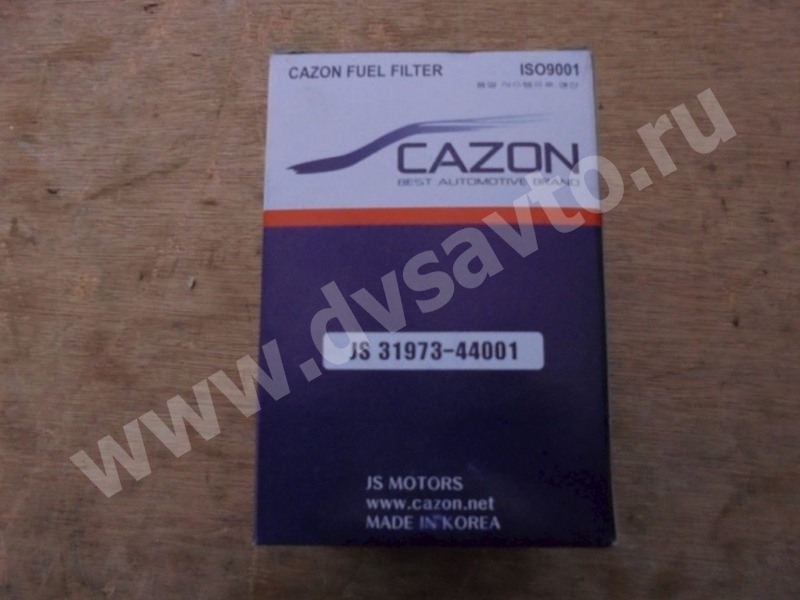 CAZON FUEL FILTER ISO9001
CAZON
BEST AUTOMOTIVE BRAND
JS 31973-44001
JS MOTORS
www.cazon.net
MADE IN KOREA
www.dvsavto.ru